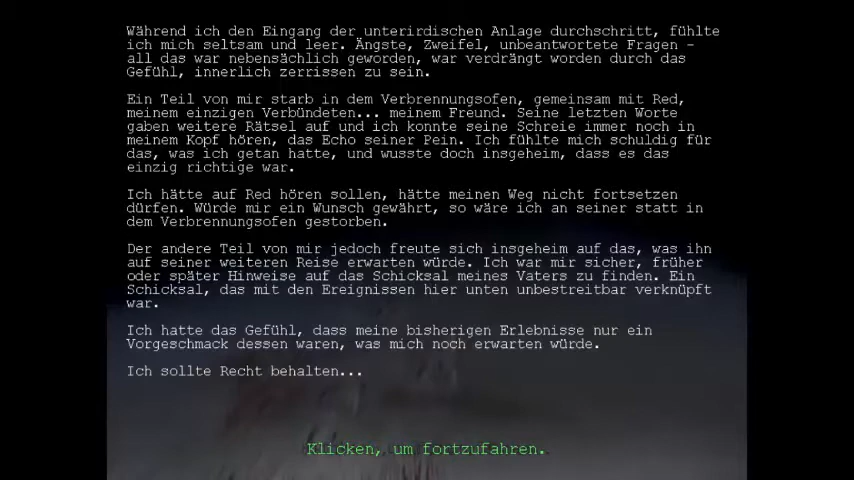 Während ich den Eingang der unterirdischen Anlage durchschritt, fühlte
ich mich seltsam und leer. Ängste, Zweifel, unbeantwortete Fragen -
all das war nebensächlich geworden, war verdrängt worden durch das
Gefühl, innerlich zerrissen zu sein.
Ein Teil von mir starb in dem Verbrennungsofen, gemeinsam mit Red,
meinem einzigen Verbündeten... meinem Freund. Seine letzten Worte
gaben weitere Rätsel auf und ich konnte seine Schreie immer noch in
meinem Kopf hören, das Echo seiner Pein. Ich fühlte mich schuldig für
das, was ich getan hatte, und wusste doch insgeheim, dass es das
einzig richtige war.
Ich hätte auf Red hören sollen, hätte meinen Weg nicht fortsetzen
dürfen. Würde mir ein Wunsch gewährt, so wäre ich an seiner statt in
dem Verbrennungsofen gestorben.
Der andere Teil von mir jedoch freute sich insgeheim auf das, was ihn
auf seiner weiteren Reise erwarten würde. Ich war mir sicher, früher
oder später Hinweise auf das Schicksal meines Vaters zu finden. Ein
Schicksal, das mit den Ereignissen hier unten unbestreitbar verknüpft
war.
Ich hatte das Gefühl, dass meine bisherigen Erlebnisse nur ein
Vorgeschmack dessen waren, was mich noch erwarten würde.
Ich sollte Recht behalten...
Klicken, um fortzufahren.